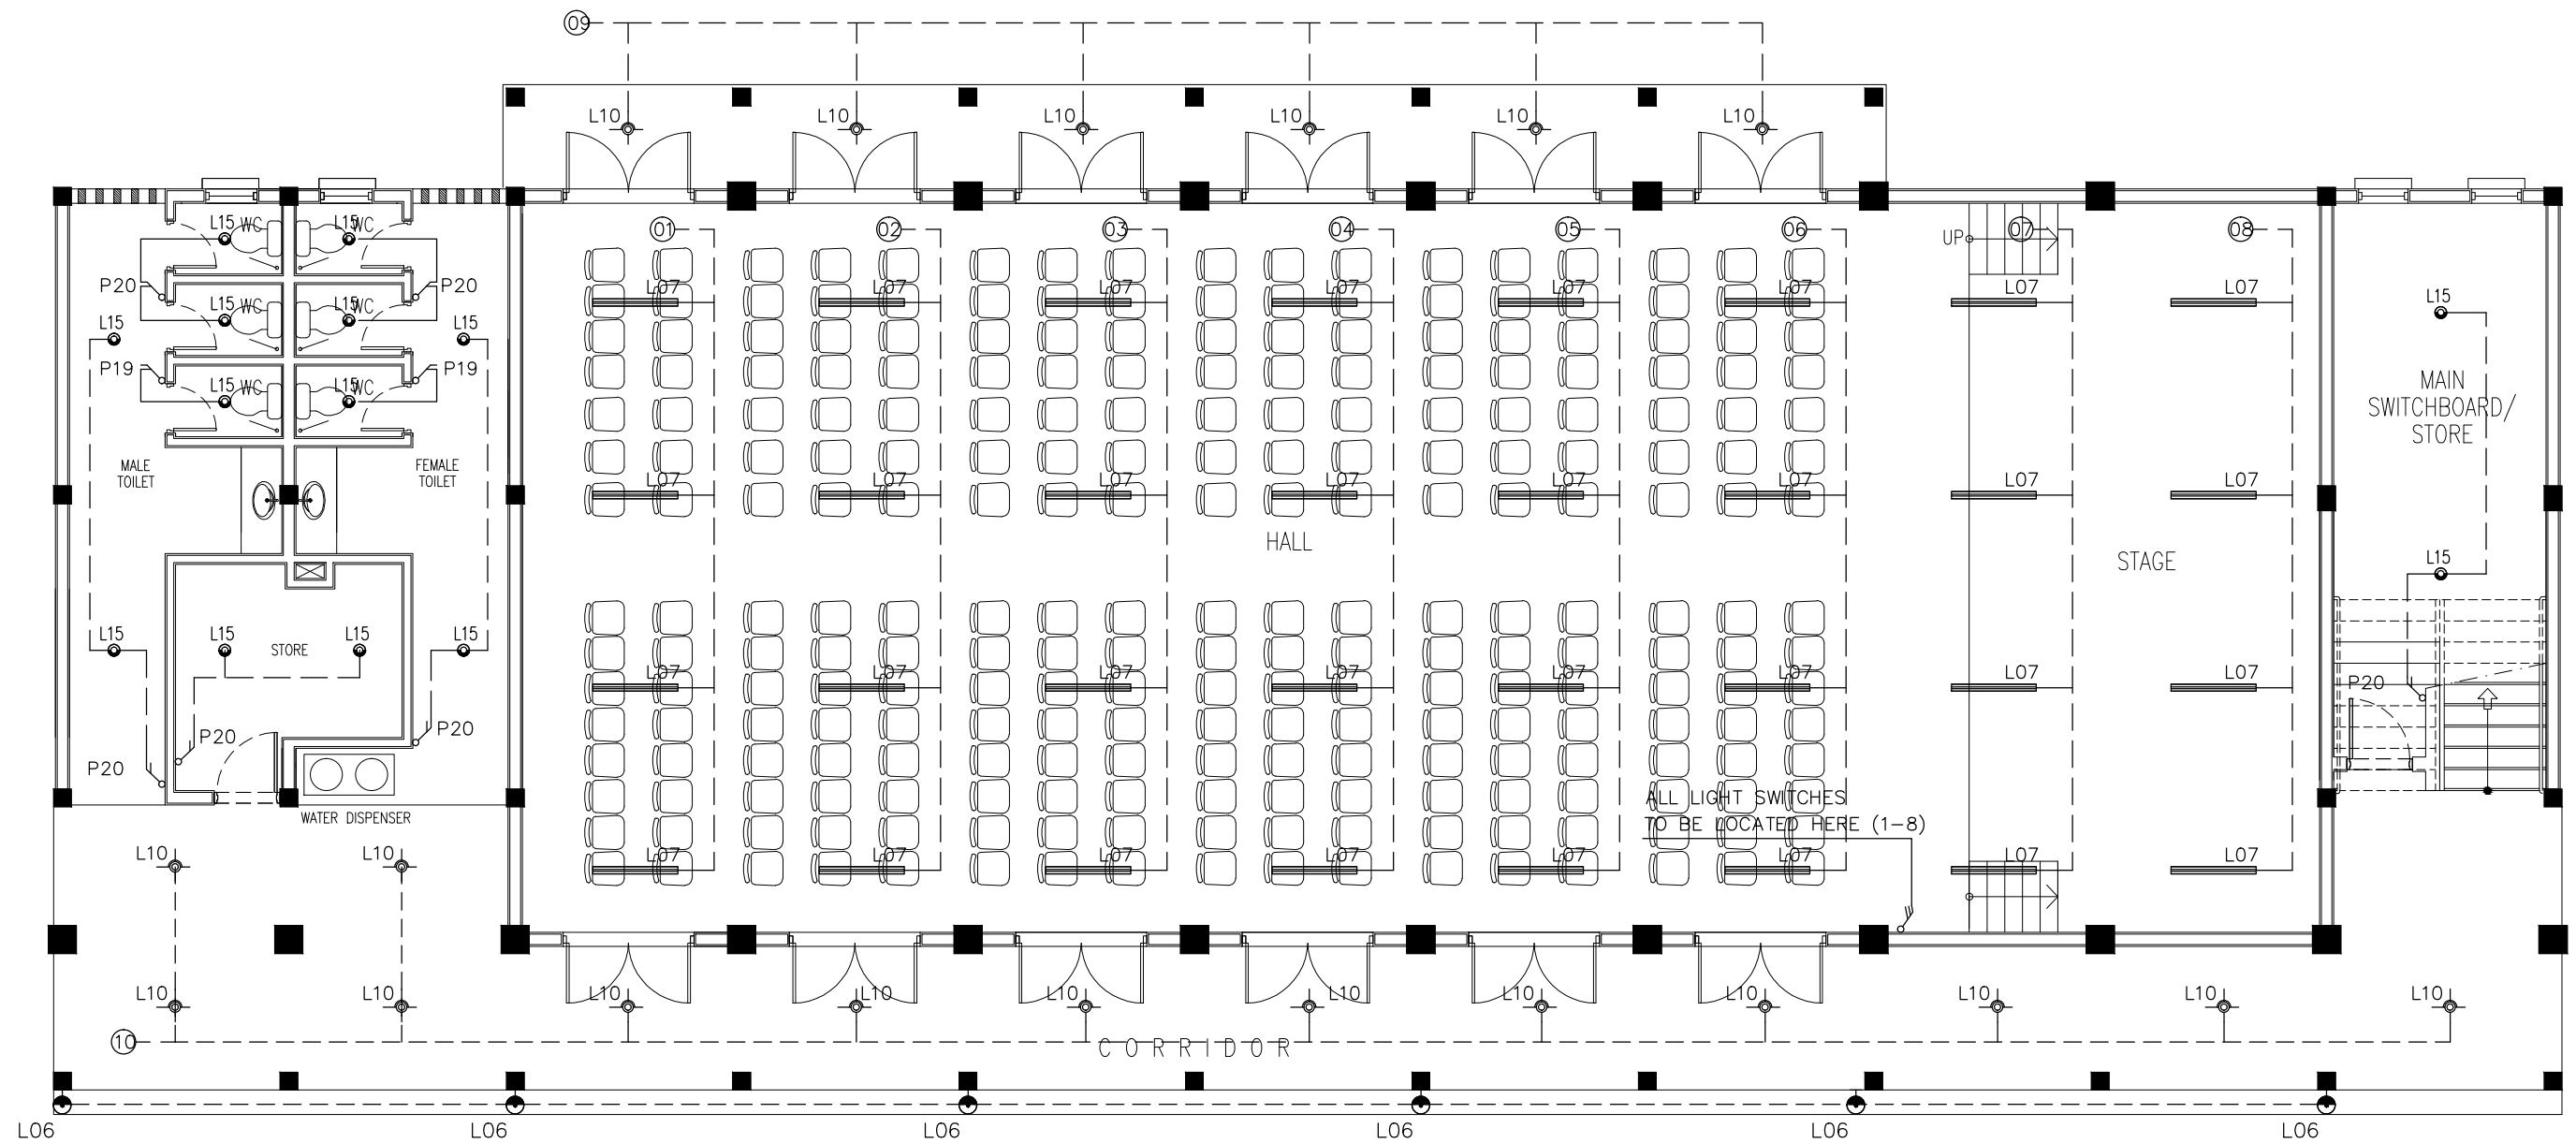 09
L10 L10 L10 L10 L10 L10
L15 WC L15 WC
01 02 03 04 05 06 07 08
UP
P20 P20
L07 L07 L07 L07 L07 L07 L07 L07
L15 WC L15 WC
L15 L15
L15
P19 P19
L15 WC L15 WC
MAIN
SWITCHBOARD/
STORE
MALE
TOILET
FEMALE
TOILET
L07 L07 L07 L07 L07 L07 L07 L07
HALL
STAGE
L15
L15 L15 STORE L15 L15
L07 L07 L07 L07 L07 L07 L07 L07
P20
P20 P20
P20
ALL LIGHT SWITCHES
TO BE LOCATED HERE (1-8)
WATER DISPENSER
L10 L10
L07 L07 L07 L07 L07 L07 L07 L07
L10 L10 L10 L10 L10 L10 L10 L10 L10 L10 L10
10
CORRIDOR
L06 L06 L06 L06 L06 L06